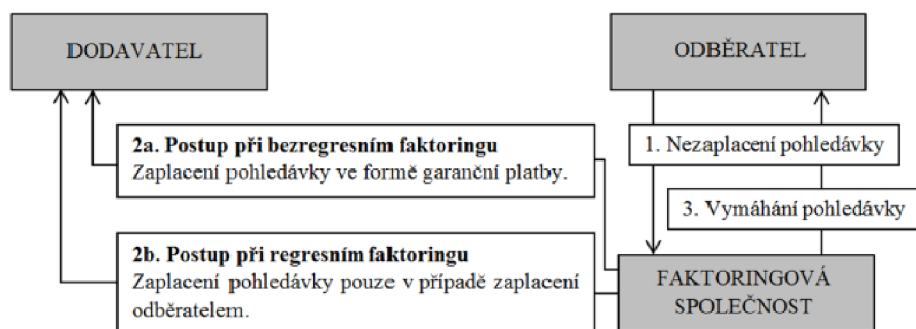 DODAVATEL
ODBĚRATEL
2a. Postup při bezregresním faktoringu
Zaplacení pohledávky ve formě garanční platby.
1. Nezaplacení pohledávky
3. Vymáhání pohledávky
2b. Postup při regresním faktoringu
Zaplacení pohledávky pouze v případě zaplacení
odběratelem.
FAKTORINGOVÁ
SPOLEČNOST